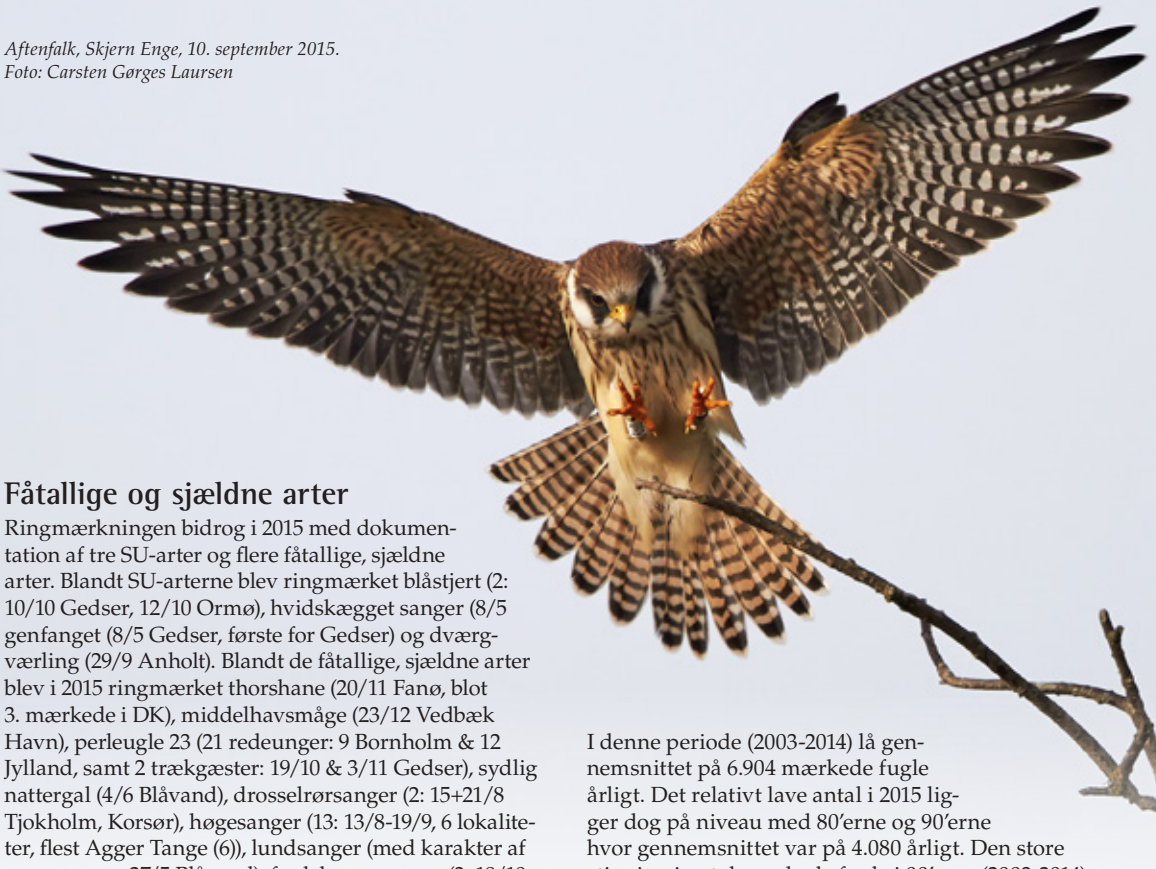 Aftenfalk, Skjern Enge, 10. september 2015.
Foto: Carsten Gørges Laursen
Fåtallige og sjældne arter
Ringmærkningen bidrog i 2015 med dokumen-
tation af tre SU-arter og flere fåtallige, sjældne
arter. Blandt SU-arterne blev ringmærket blåstjert (2:
10/10 Gedser, 12/10 Ormø), hvidskægget sanger (8/5
genfanget (8/5 Gedser, første for Gedser) og dværg-
værling (29/9 Anholt). Blandt de fåtallige, sjældne arter
blev i 2015 ringmærket thorshane (20/11 Fanø, blot
3. mærkede i DK), middelhavsmåge (23/12 Vedbæk
Havn), perleugle 23 (21 redeunger: 9 Bornholm & 12
Jylland, samt 2 trækgæster: 19/10 & 3/11 Gedser), sydlig
nattergal (4/6 Blåvand), drosselrørsanger (2: 15+21/8
Tjokholm, Korsør), høgesanger (13: 13/8-19/9, 6 lokalite-
ter, flest Agger Tange (6)), lundsanger (med karakter af
I denne periode (2003-2014) lå gen-
nemsnittet på 6.904 mærkede fugle
årligt. Det relativt lave antal i 2015 lig-
ger dog på niveau med 80'erne og 90'erne
hvor gennemsnittet var på 4.080 årligt. Den store